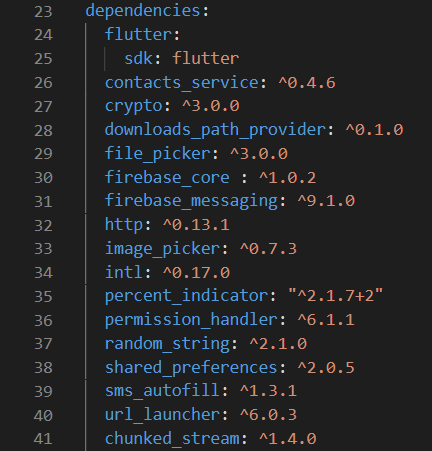 23 dependencies:
24 flutter:
25 sdk: flutter
26 contacts_service: ^0.4.6
27 crypto: ^3.0.0
28 downloads_path_provider: ^0.1.0
29 file_picker: ^3.0.0
30 firebase_core : ^1.0.2
31 firebase_messaging: ^9.1.0
32 http: ^0.13.1
33 image_picker: ^0.7.3
34 intl: ^0.17.0
35 percent_indicator: "^2.1.7+2"
36 permission_handler: ^6.1.1
37 random_string: ^2.1.0
38 shared_preferences: ^2.0.5
39 sms_autofill: ^1.3.1
40 url_launcher: ^6.0.3
41 chunked_stream: ^1.4.0